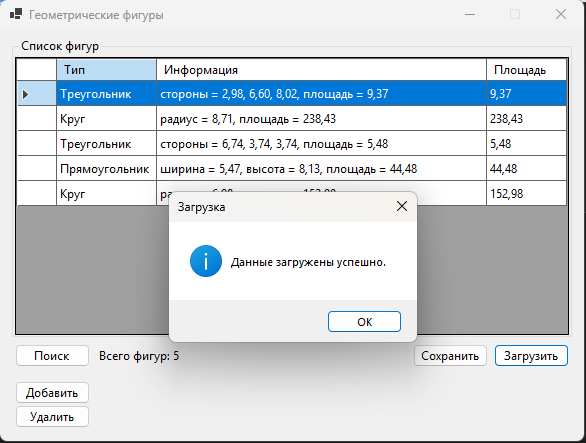 Геометрические фигуры
Список фигур
Тип Информация Площадь
Треугольник стороны = 2,98, 6,60, 8,02, площадь = 9,37 9,37
Круг радиус = 8,71, площадь = 238,43 238,43
Треугольник стороны = 6,74, 3,74, 3,74, площадь = 5,48 5,48
Прямоугольник ширина = 5,47, высота = 8,13, площадь = 44,48 44,48
Круг 152,98
Загрузка
Данные загружены успешно.
ОК
Поиск Всего фигур: 5 Сохранить Загрузить
Добавить
Удалить